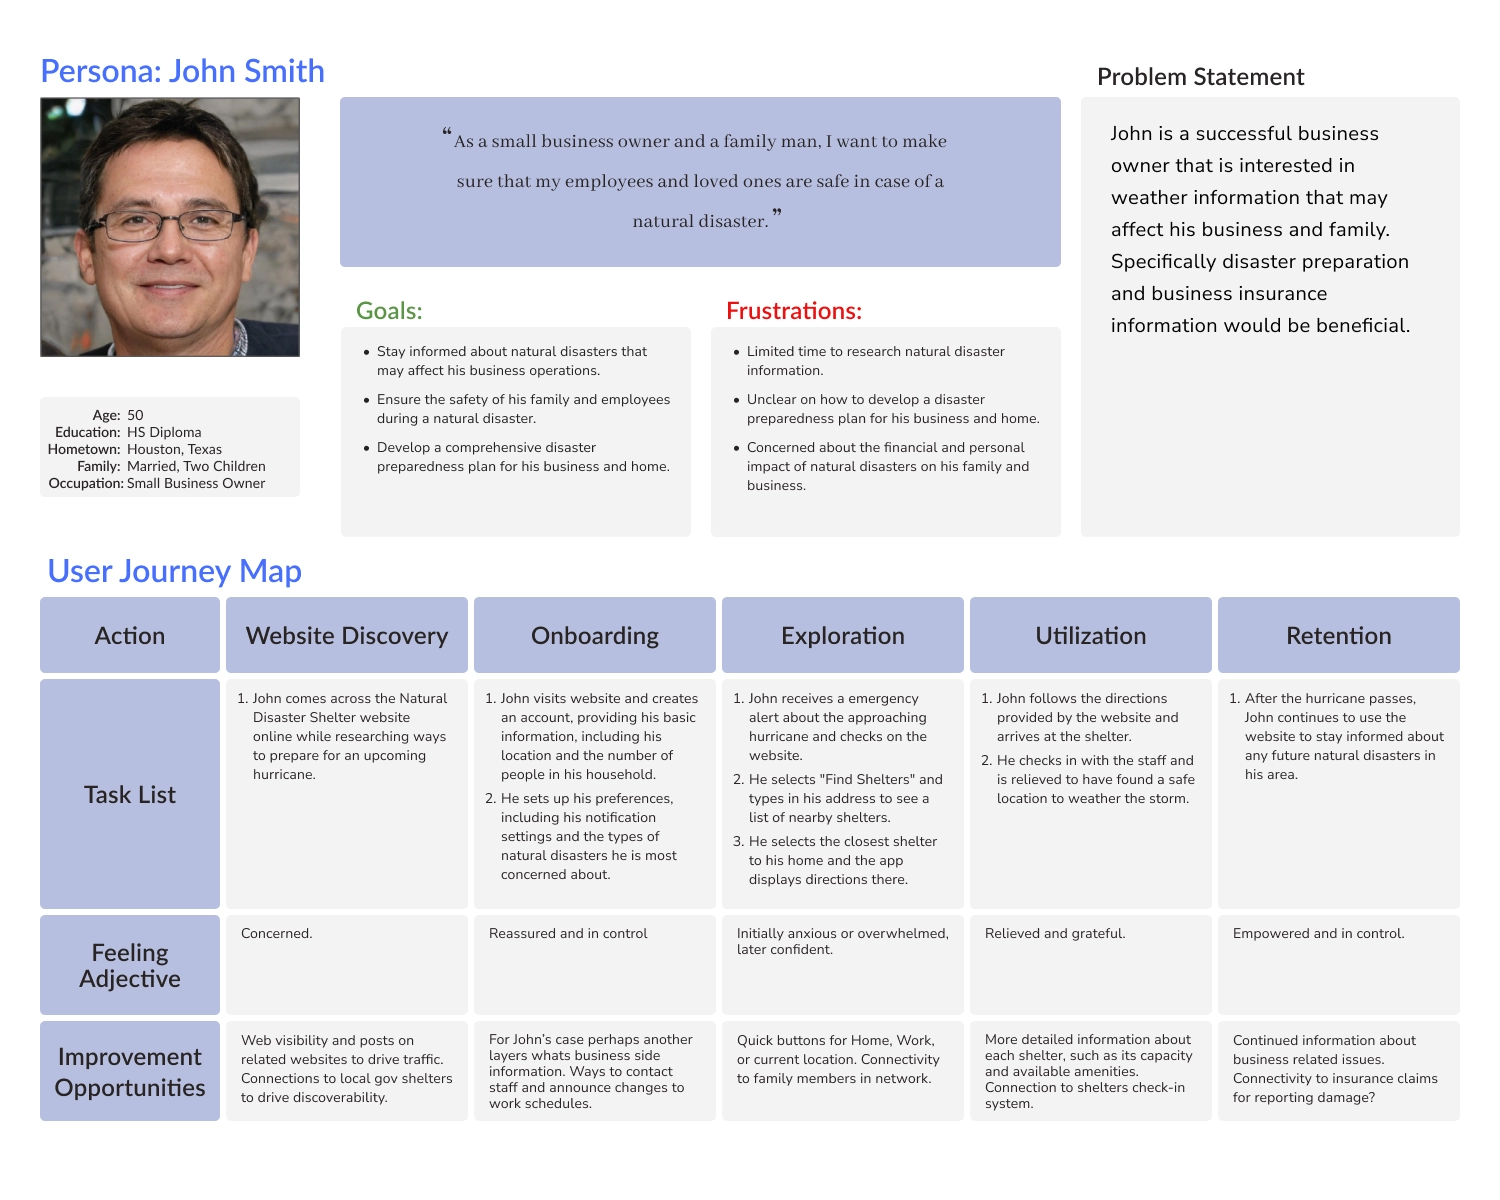 Persona: John Smith
“As a small business owner and a family man, I want to make
sure that my employees and loved ones are safe in case of a
natural disaster.”
Problem Statement
John is a successful business
owner that is interested in
weather information that may
affect his business and family.
Specifically disaster preparation
and business insurance
information would be beneficial.
Age: 50
Education: HS Diploma
Hometown: Houston, Texas
Family: Married, Two Children
Occupation: Small Business Owner
Goals:
• Stay informed about natural disasters that
may affect his business operations.
• Ensure the safety of his family and employees
during a natural disaster.
• Develop a comprehensive disaster
preparedness plan for his business and home.
Frustrations:
• Limited time to research natural disaster
information.
• Unclear on how to develop a disaster
preparedness plan for his business and home.
• Concerned about the financial and personal
impact of natural disasters on his family and
business.
User Journey Map
Action
Website Discovery
Onboarding
Exploration
Utilization
Retention
Task List
1. John comes across the Natural
Disaster Shelter website
online while researching ways
to prepare for an upcoming
hurricane.
1. John visits website and creates
an account, providing his basic
information, including his
location and the number of
people in his household.
2. He sets up his preferences,
including his notification
settings and the types of
natural disasters he is most
concerned about.
1. John receives a emergency
alert about the approaching
hurricane and checks on the
website.
2. He selects "Find Shelters" and
types in his address to see a
list of nearby shelters.
3. He selects the closest shelter
to his home and the app
displays directions there.
1. John follows the directions
provided by the website and
arrives at the shelter.
2. He checks in with the staff and
is relieved to have found a safe
location to weather the storm.
1. After the hurricane passes,
John continues to use the
website to stay informed about
any future natural disasters in
his area.
Feeling
Adjective
Concerned.
Reassured and in control
Initially anxious or overwhelmed,
later confident.
Relieved and grateful.
Empowered and in control.
Improvement
Opportunities
Web visibility and posts on
related websites to drive traffic.
Connections to local gov shelters
to drive discoverability.
For John’s case perhaps another
layers whats business side
information. Ways to contact
staff and announce changes to
work schedules.
Quick buttons for Home, Work,
or current location. Connectivity
to family members in network.
More detailed information about
each shelter, such as its capacity
and available amenities.
Connection to shelters check-in
system.
Continued information about
business related issues.
Connectivity to insurance claims
for reporting damage?